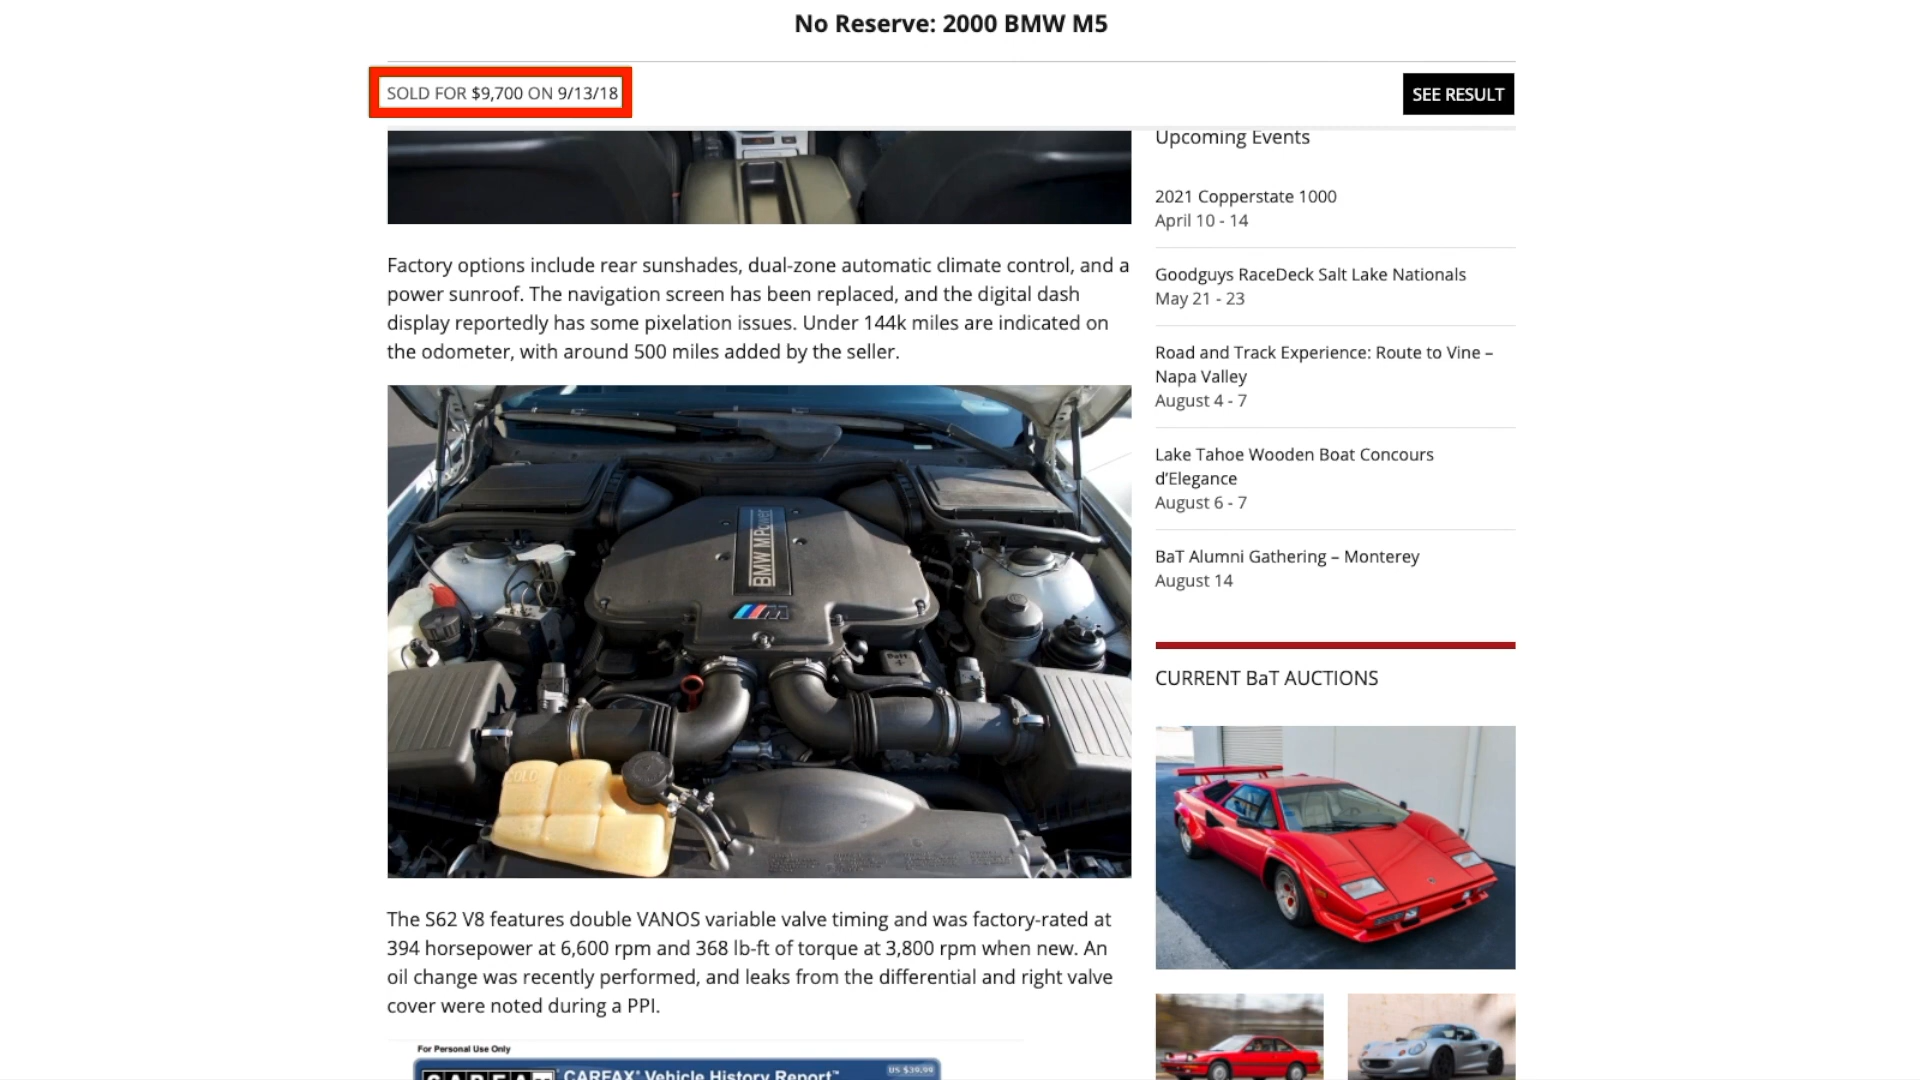 No Reserve: 2000 BMW M5
SOLD FOR $9,700 ON 9/13/18
SEE RESULT
Factory options include rear sunshades, dual-zone automatic climate control, and a
power sunroof. The navigation screen has been replaced, and the digital dash
display reportedly has some pixelation issues. Under 144k miles are indicated on
the odometer, with around 500 miles added by the seller.
BMW M Power
M
Batt
+
COLD
The S62 V8 features double VANOS variable valve timing and was factory-rated at
394 horsepower at 6,600 rpm and 368 lb-ft of torque at 3,800 rpm when new. An
oil change was recently performed, and leaks from the differential and right valve
cover were noted during a PPI.
For Personal Use Only
CARFAX
CARFAX Vehicle History Report™
US $39.99
Upcoming Events
2021 Copperstate 1000
April 10 - 14
Goodguys RaceDeck Salt Lake Nationals
May 21 - 23
Road and Track Experience: Route to Vine –
Napa Valley
August 4 - 7
Lake Tahoe Wooden Boat Concours
d’Elegance
August 6 - 7
BaT Alumni Gathering – Monterey
August 14
CURRENT BaT AUCTIONS